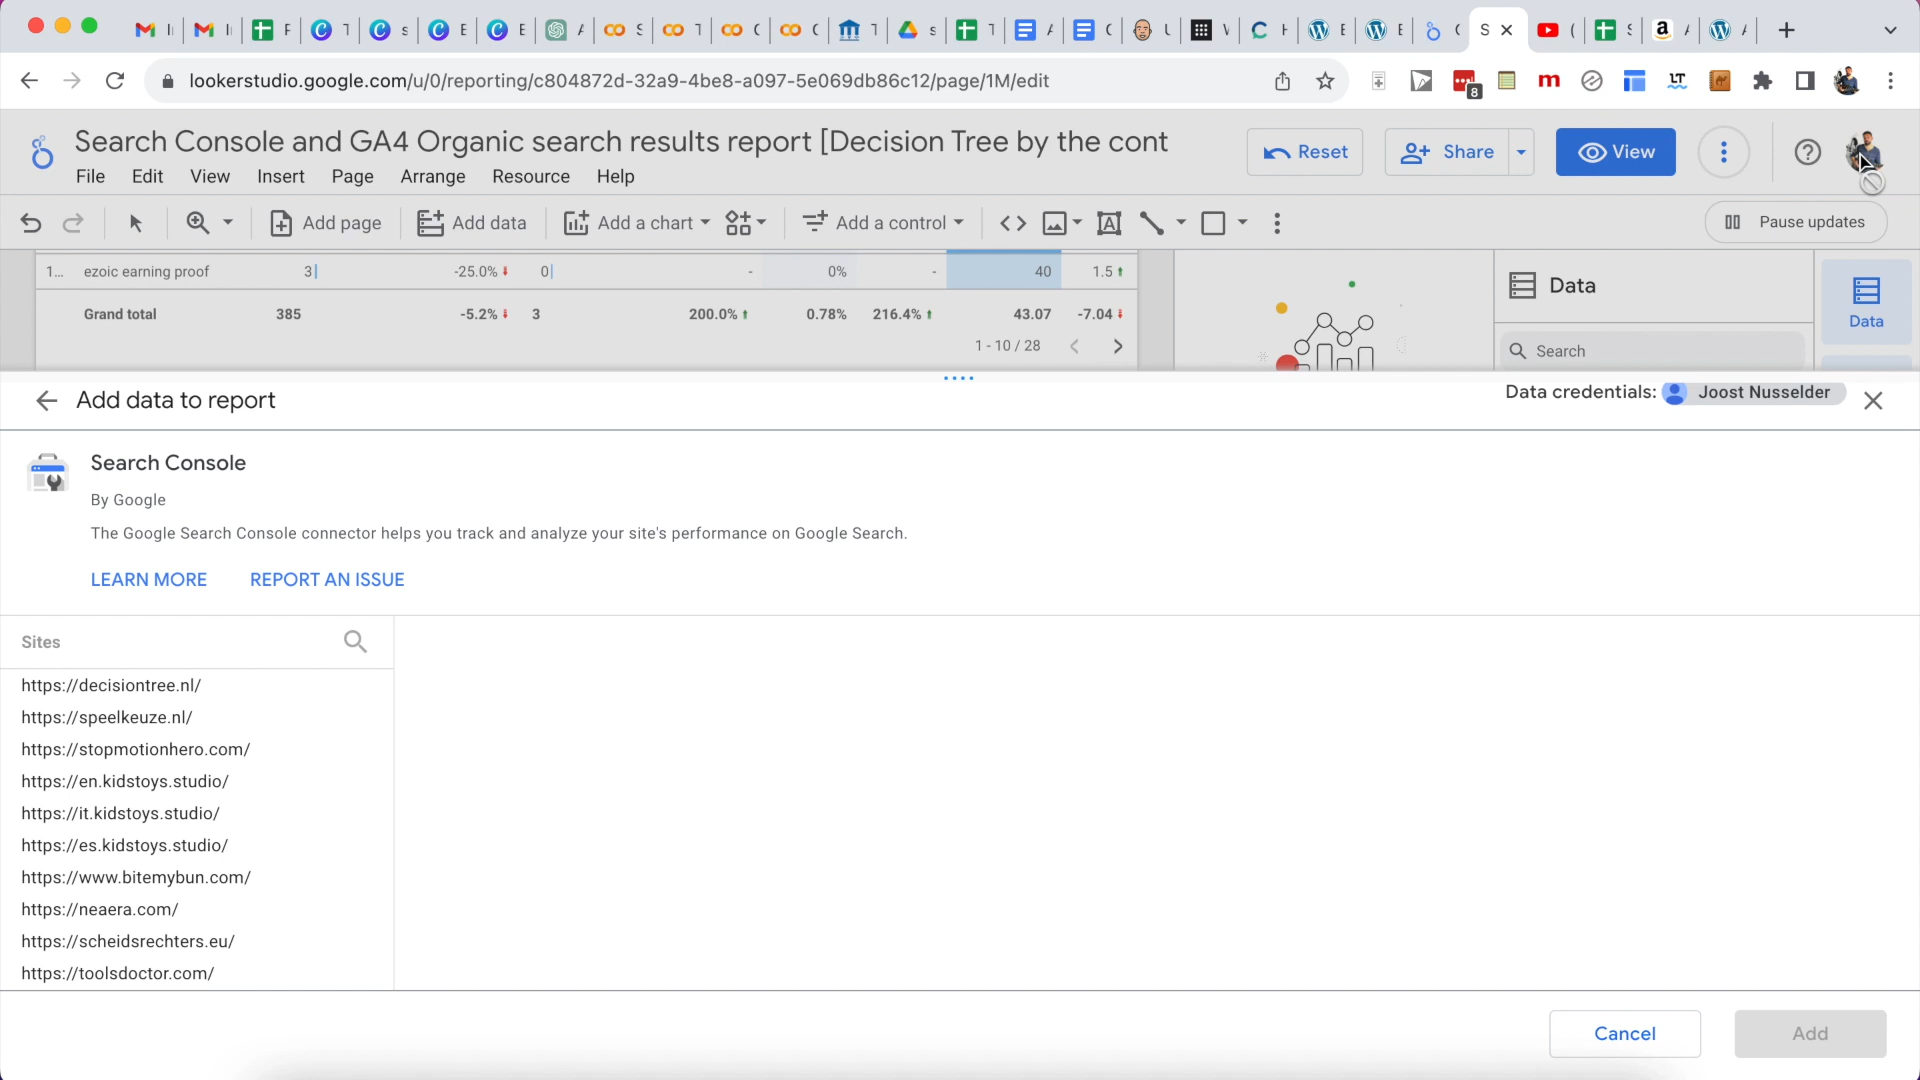 lookerstudio.google.com/u/0/reporting/c804872d-32a9-4be8-a097-5e069db86c12/page/1M/edit
8
Search Console and GA4 Organic search results report [Decision Tree by the cont
Reset
Share
View
File Edit View Insert Page Arrange Resource Help
Add page
Add data
Add a chart
Add a control
Pause updates
1... ezoic earning proof 3 -25.0% 0 - 0% - 40 1.5
Grand total 385 -5.2% 3 200.0% 0.78% 216.4% 43.07 -7.04
1 - 10 / 28
Data
Data
Search
Add data to report
Data credentials: Joost Nusselder
Search Console
By Google
The Google Search Console connector helps you track and analyze your site's performance on Google Search.
LEARN MORE REPORT AN ISSUE
Sites
https://decisiontree.nl/
https://speelkeuze.nl/
https://stopmotionhero.com/
https://en.kidstoys.studio/
https://it.kidstoys.studio/
https://es.kidstoys.studio/
https://www.bitemybun.com/
https://neaera.com/
https://scheidsrechters.eu/
https://toolsdoctor.com/
Cancel
Add